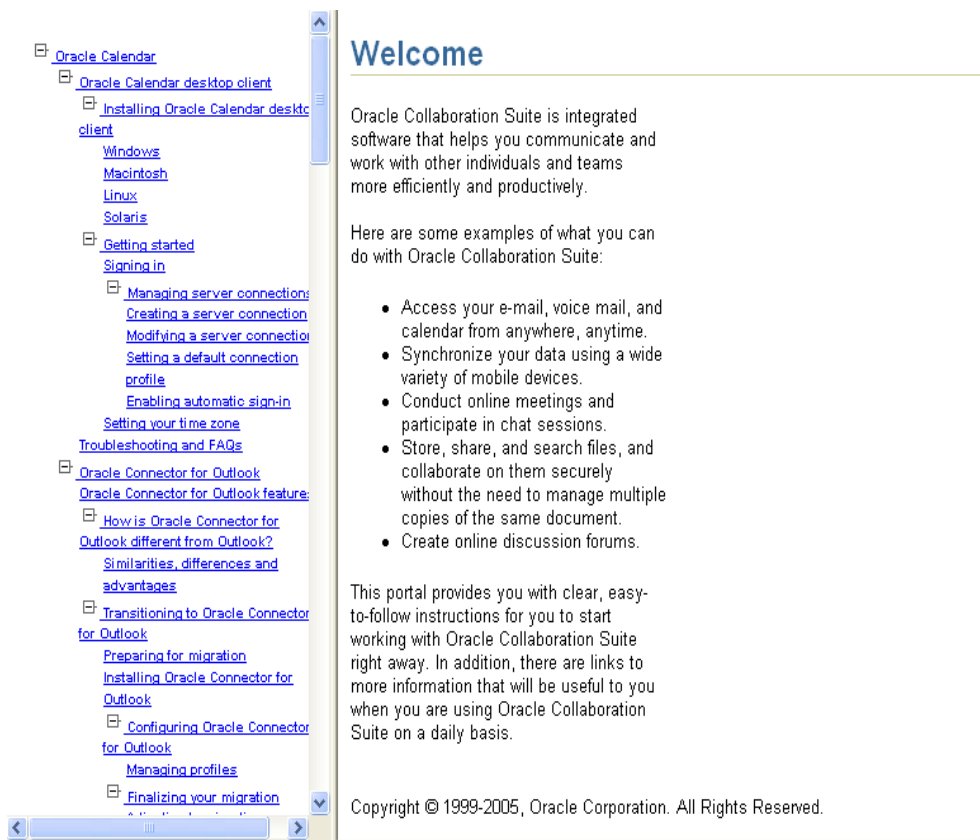 Oracle Calendar
Oracle Calendar desktop client
Installing Oracle Calendar deskto
client
Windows
Macintosh
Linux
Solaris
Getting started
Signing in
Managing server connections
Creating a server connection
Modifying a server connection
Setting a default connection
profile
Enabling automatic sign-in
Setting your time zone
Troubleshooting and FAQs
Oracle Connector for Outlook
Oracle Connector for Outlook features
How is Oracle Connector for
Outlook different from Outlook?
Similarities, differences and
advantages
Transitioning to Oracle Connector
for Outlook
Preparing for migration
Installing Oracle Connector for
Outlook
Configuring Oracle Connector
for Outlook
Managing profiles
Finalizing your migration
Welcome
Oracle Collaboration Suite is integrated
software that helps you communicate and
work with other individuals and teams
more efficiently and productively.
Here are some examples of what you can
do with Oracle Collaboration Suite:
• Access your e-mail, voice mail, and
calendar from anywhere, anytime.
• Synchronize your data using a wide
variety of mobile devices.
• Conduct online meetings and
participate in chat sessions.
• Store, share, and search files, and
collaborate on them securely
without the need to manage multiple
copies of the same document.
• Create online discussion forums.
This portal provides you with clear, easy-
to-follow instructions for you to start
working with Oracle Collaboration Suite
right away. In addition, there are links to
more information that will be useful to you
when you are using Oracle Collaboration
Suite on a daily basis.
Copyright © 1999-2005, Oracle Corporation. All Rights Reserved.